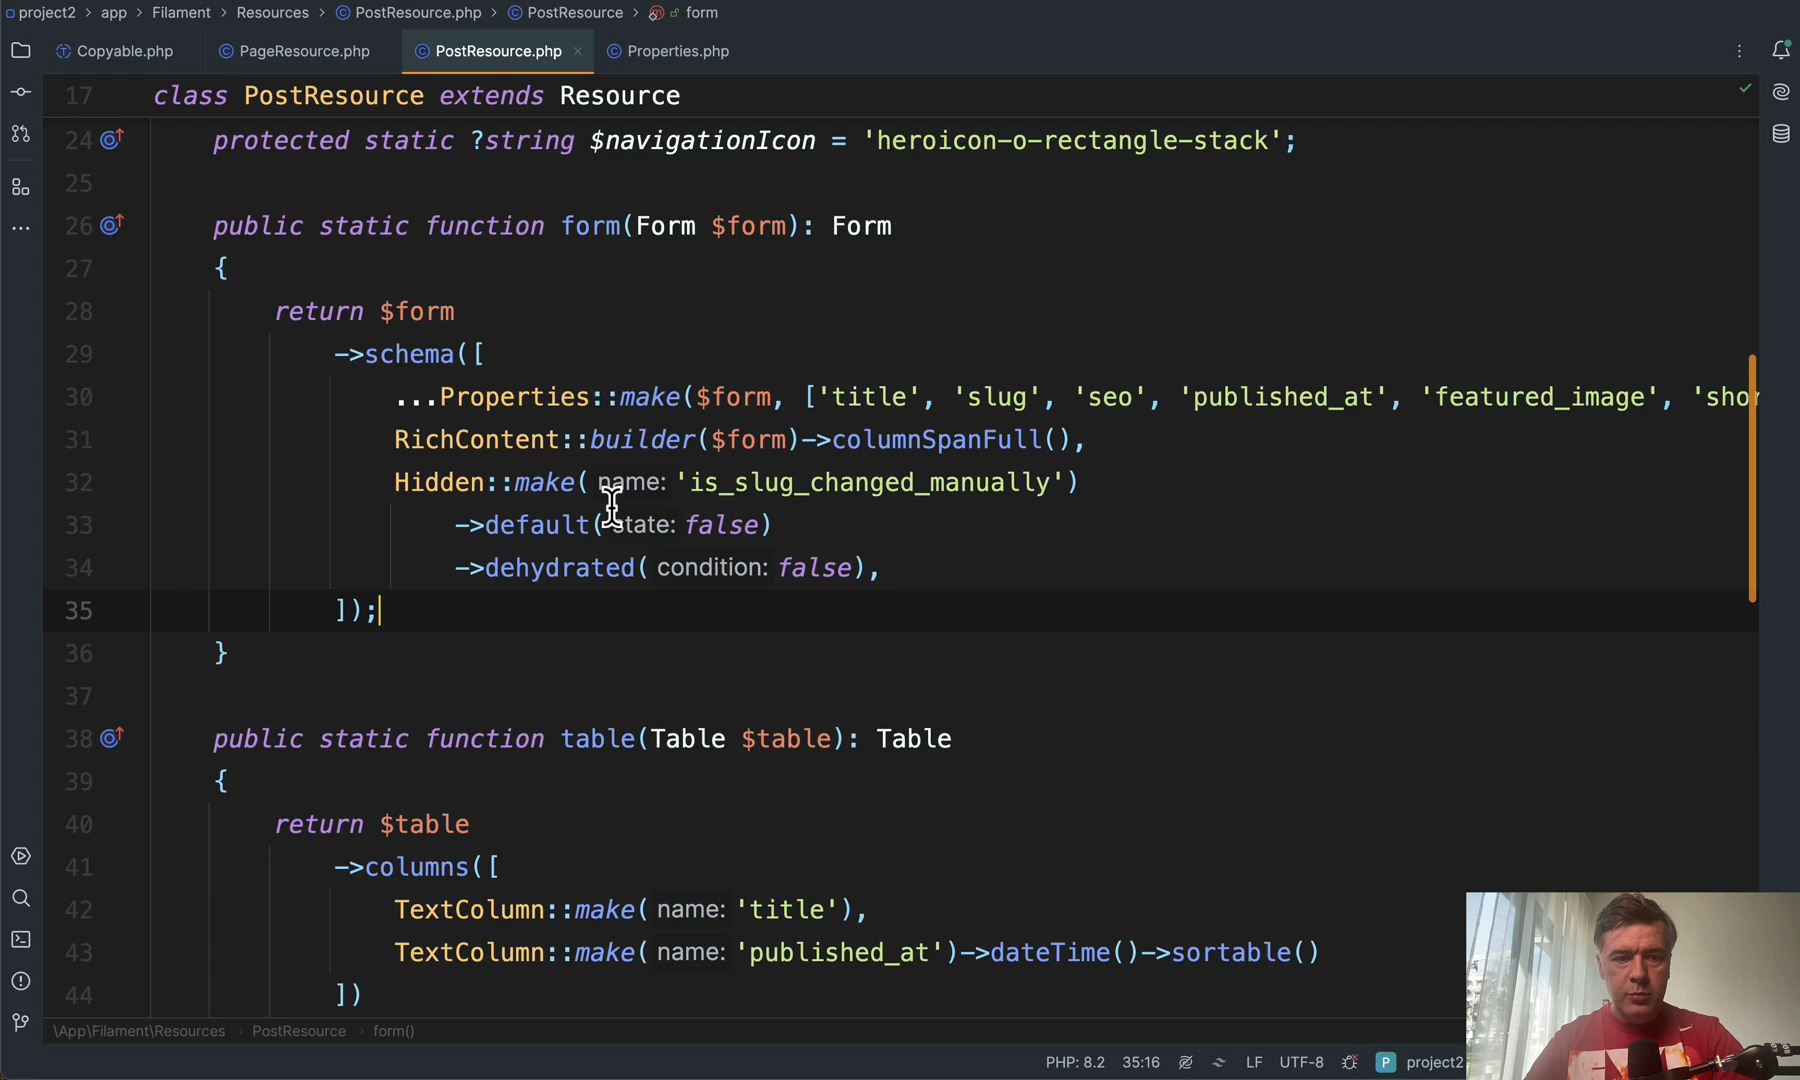 project2 > app > Filament > Resources > PostResource.php > PostResource > form
Copyable.php PageResource.php PostResource.php × Properties.php
17 class PostResource extends Resource
24 protected static ?string $navigationIcon = 'heroicon-o-rectangle-stack';
25
26 public static function form(Form $form): Form
27 {
28 return $form
29 ->schema([
30 ...Properties::make($form, ['title', 'slug', 'seo', 'published_at', 'featured_image', 'shor
31 RichContent::builder($form)->columnSpanFull(),
32 Hidden::make( name: 'is_slug_changed_manually')
33 ->default( state: false)
34 ->dehydrated( condition: false),
35 ]);
36 }
37
38 public static function table(Table $table): Table
39 {
40 return $table
41 ->columns([
42 TextColumn::make( name: 'title'),
43 TextColumn::make( name: 'published_at')->dateTime()->sortable()
44 ])
\App\Filament\Resources > PostResource > form()
PHP: 8.2 35:16 LF UTF-8 P project2